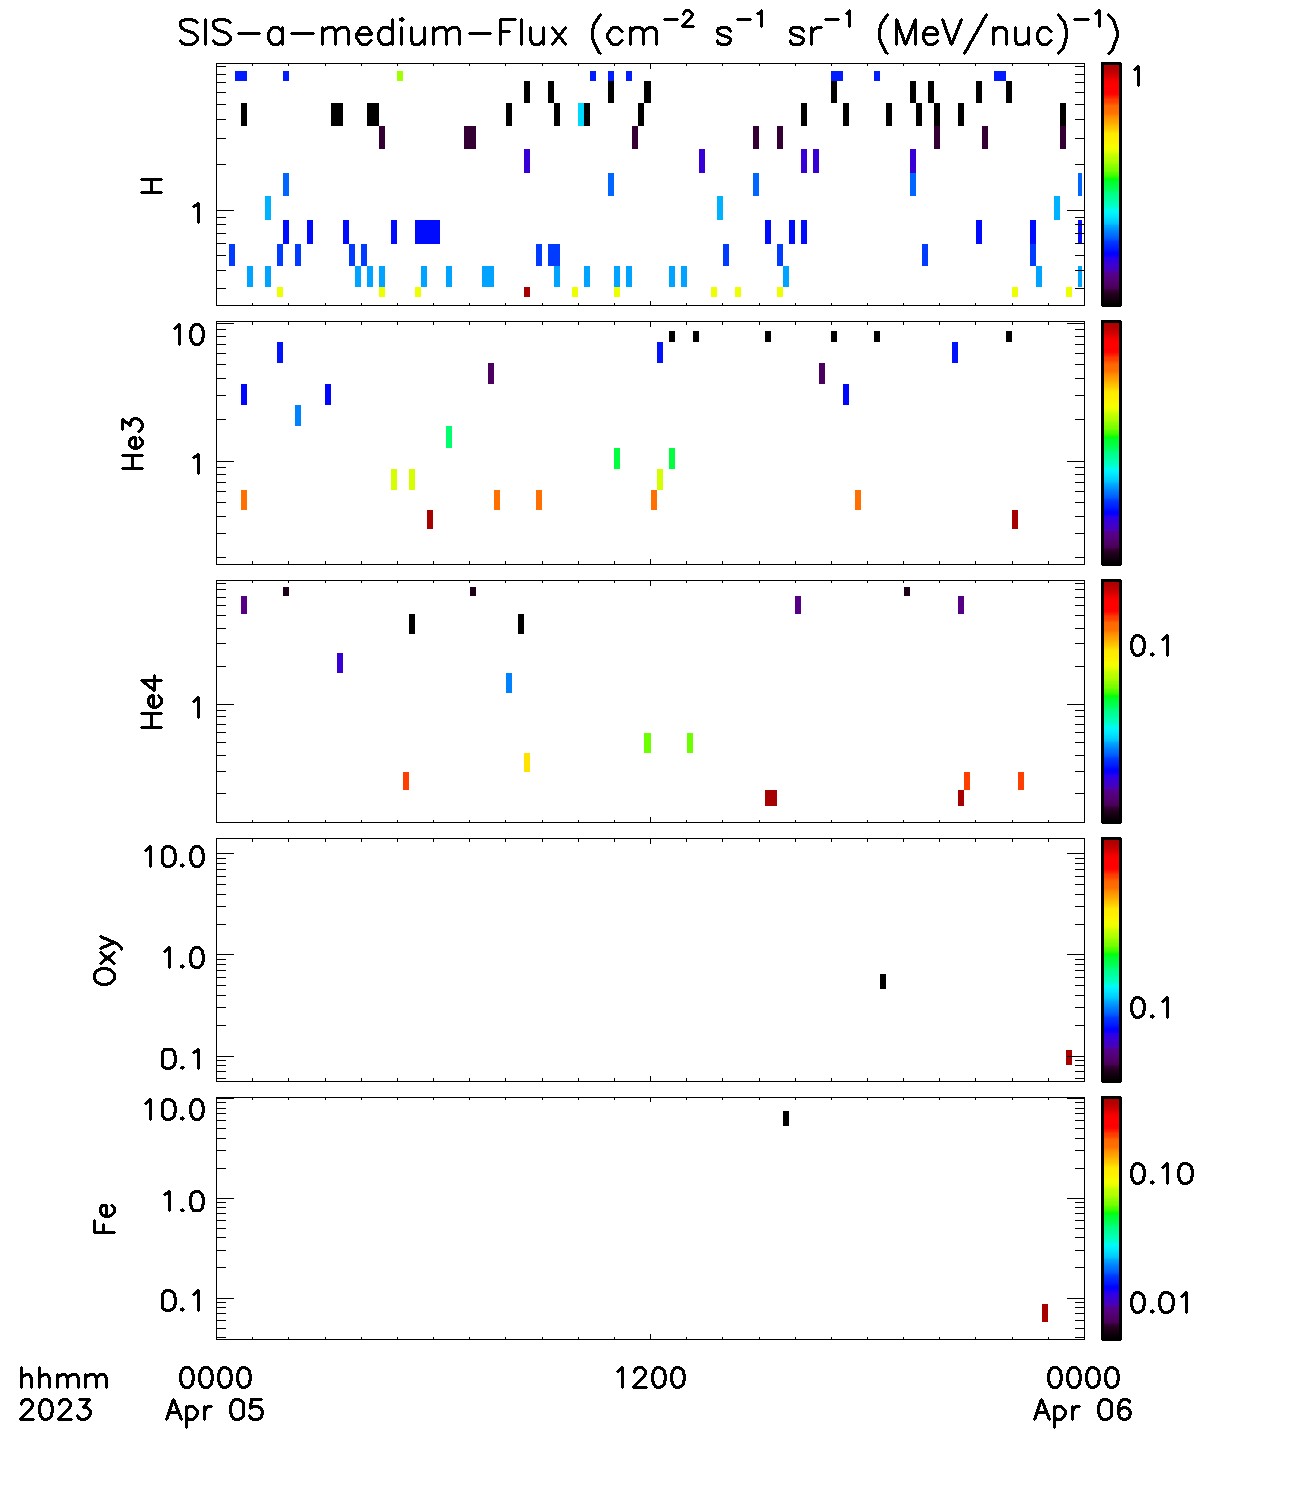 SIS-a-medium-Flux (cm⁻² s⁻¹ sr⁻¹ (MeV/nuc)⁻¹)
1
H
1
10
He3
1
0.1
He4
1
10.0
Oxy
1.0
0.1
0.1
10.0
0.10
Fe
1.0
0.1
0.01
hhmm 0000 1200 0000
2023 Apr 05 Apr 06